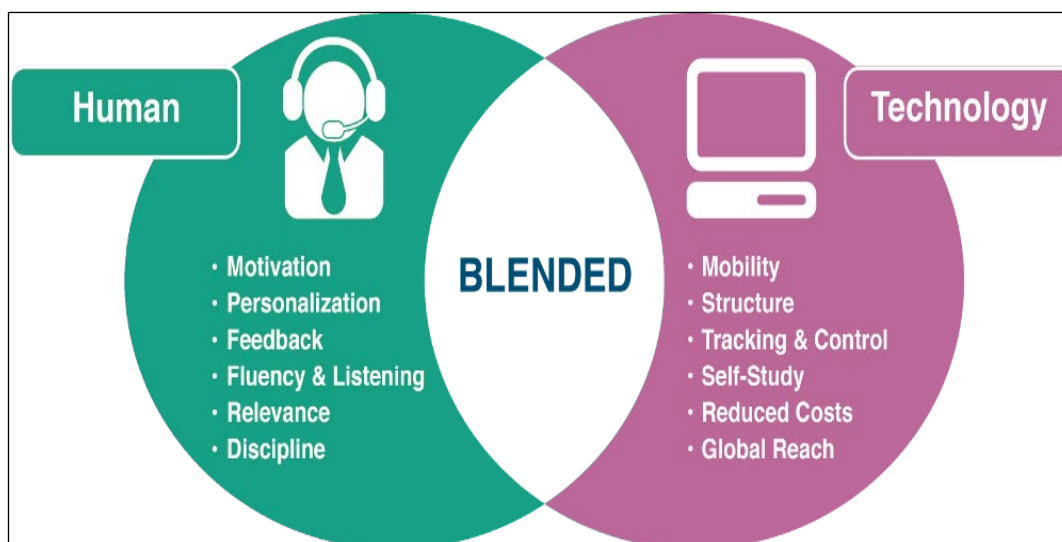 Human
· Motivation
· Personalization
· Feedback
· Fluency & Listening
· Relevance
· Discipline
BLENDED
Technology
· Mobility
· Structure
· Tracking & Control
· Self-Study
· Reduced Costs
· Global Reach